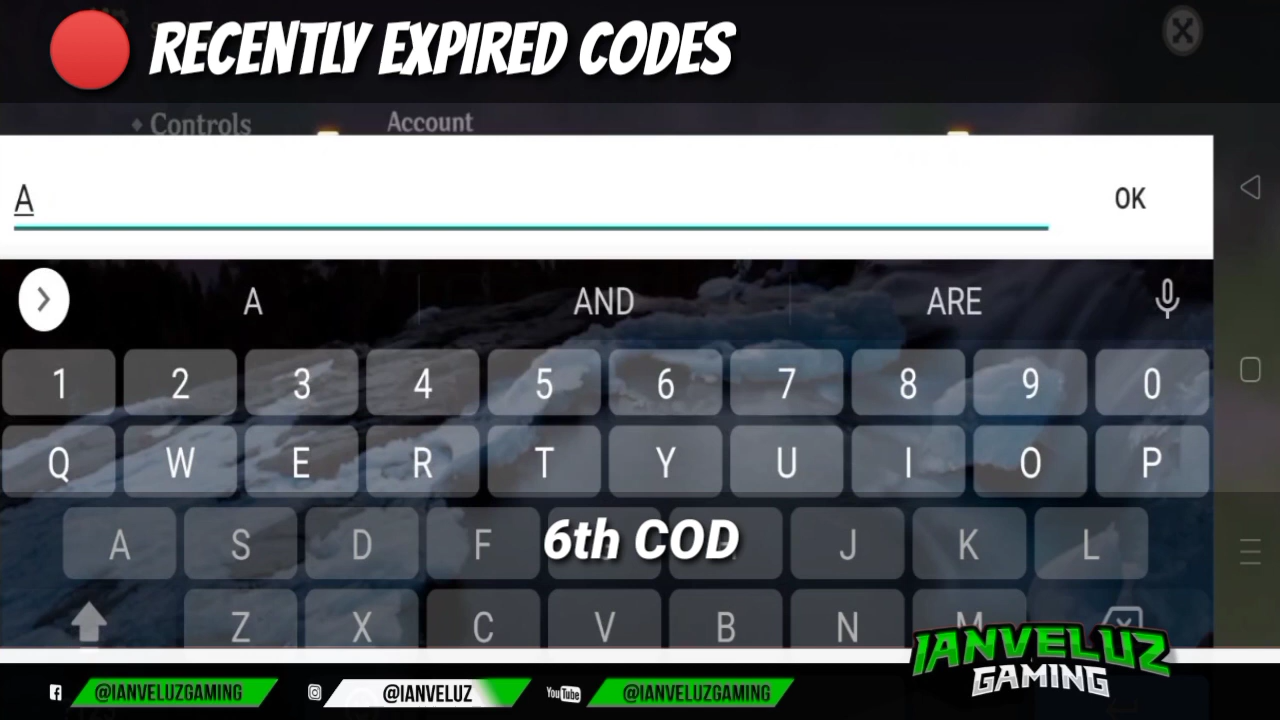 RECENTLY EXPIRED CODES
♦ Controls
Account
A
OK
A AND ARE
1 2 3 4 5 6 7 8 9 0
Q W E R T Y U I O P
A S D F J K L
6th COD
Z X C V B N M
IANVELUZ
GAMING
@IANVELUZGAMING @IANVELUZ YouTube @IANVELUZGAMING